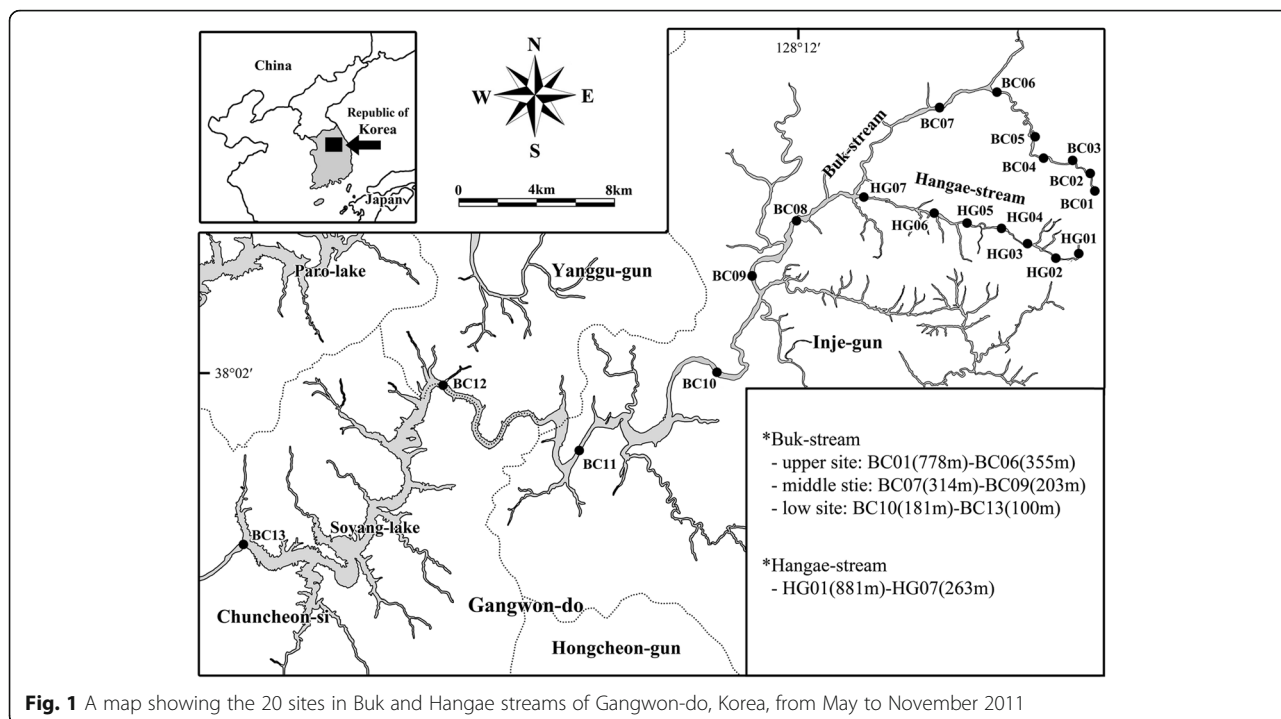 China
Republic of
Korea
Japan
N
W E
S
0 4km 8km
128°12′
38°02′
BC06
BC07
BC05
BC03
BC04
BC02
BC01
Buk-stream
Hangae-stream
HG07
BC08
HG06
HG05
HG04
HG01
HG03
HG02
BC09
Paro-lake
Yanggu-gun
Inje-gun
BC10
BC12
BC11
BC13
Soyang-lake
Chuncheon-si
Gangwon-do
Hongcheon-gun
*Buk-stream
- upper site: BC01(778m)-BC06(355m)
- middle stie: BC07(314m)-BC09(203m)
- low site: BC10(181m)-BC13(100m)
*Hangae-stream
- HG01(881m)-HG07(263m)
Fig. 1 A map showing the 20 sites in Buk and Hangae streams of Gangwon-do, Korea, from May to November 2011